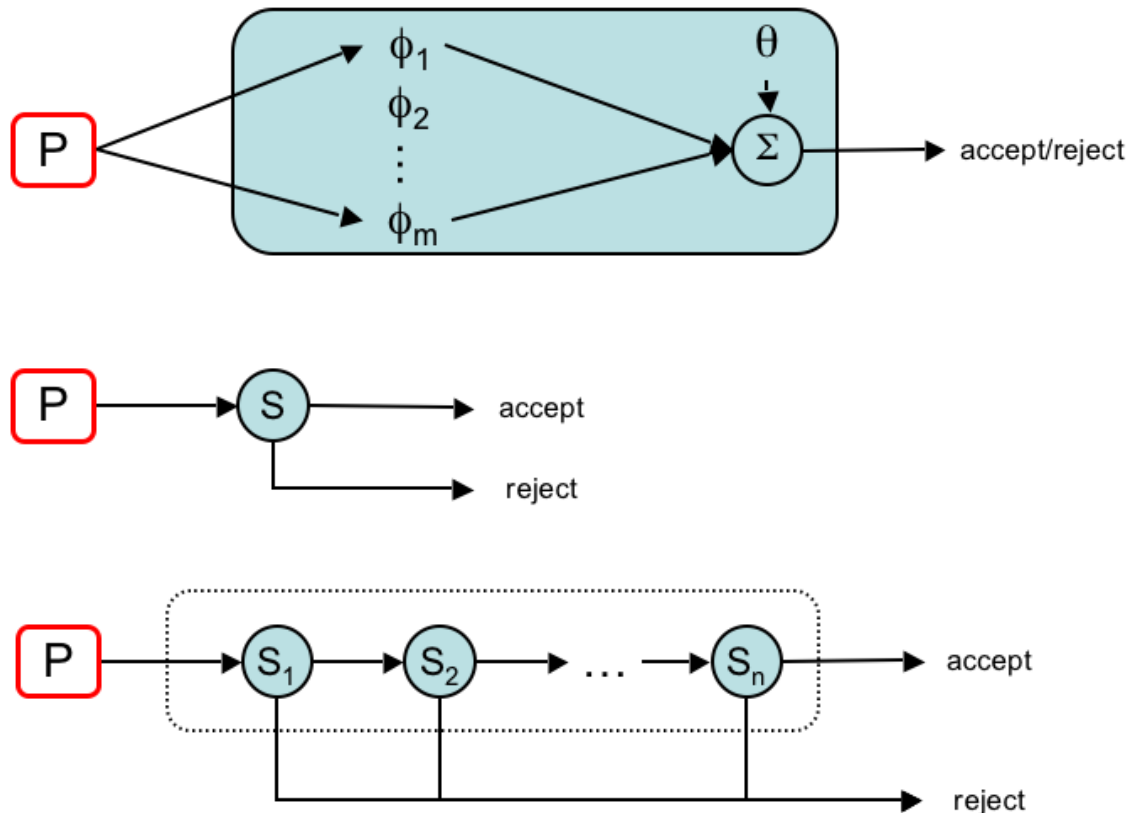 ϕ1 θ
P ϕ2 Σ accept/reject
⋮
ϕm
P S accept
reject
P S1 S2 ... Sn accept
reject